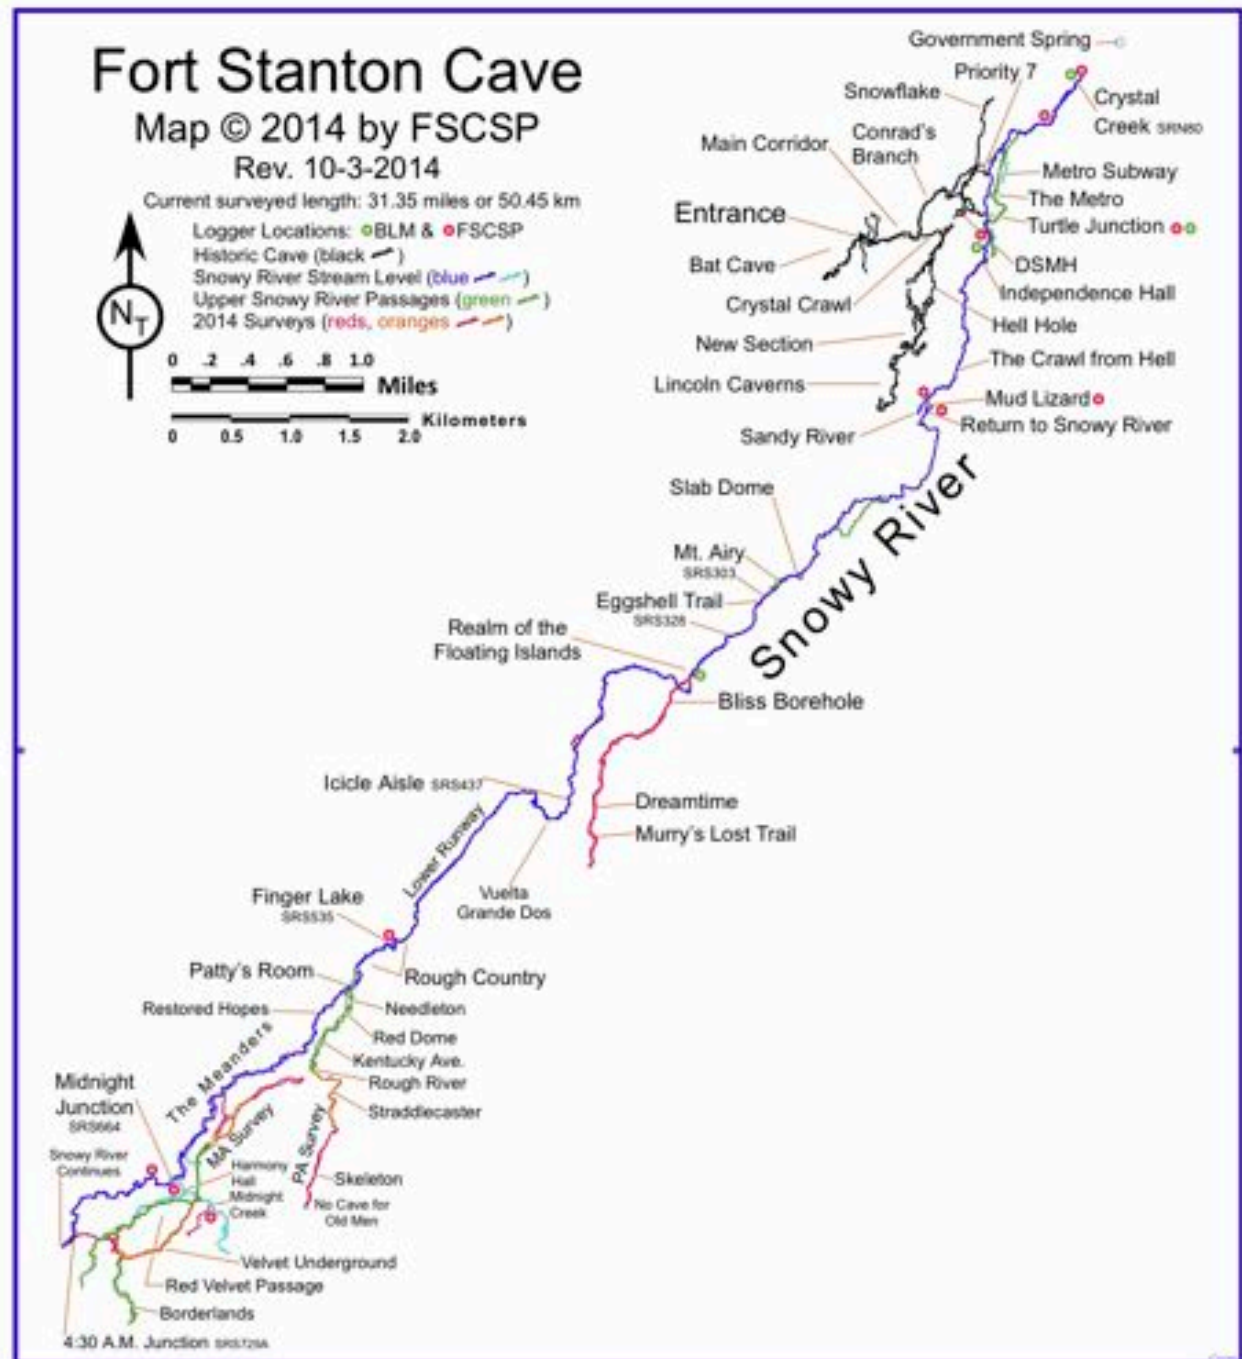 Fort Stanton Cave
Map © 2014 by FSCSP
Rev. 10-3-2014
Current surveyed length: 31.35 miles or 50.45 km
Logger Locations: BLM & FSCSP
Historic Cave (black )
Snowy River Stream Level (blue )
Upper Snowy River Passages (green )
2014 Surveys (reds, oranges )
NT
0 .2 .4 .6 .8 1.0
Miles
Kilometers
0 0.5 1.0 1.5 2.0
Government Spring
Priority 7
Snowflake
Crystal
Creek SRN60
Main Corridor
Conrad's
Branch
Metro Subway
The Metro
Entrance
Turtle Junction
Bat Cave
DSMH
Independence Hall
Crystal Crawl
Hell Hole
New Section
The Crawl from Hell
Lincoln Caverns
Mud Lizard
Return to Snowy River
Sandy River
Snowy River
Slab Dome
Mt. Airy
SRS303
Eggshell Trail
SRS328
Realm of the
Floating Islands
Bliss Borehole
Icicle Aisle SRS437
Dreamtime
Murry's Lost Trail
Lower Runway
Vuelta
Grande Dos
Finger Lake
SRS535
Rough Country
Patty's Room
Restored Hopes
Needleton
Red Dome
Kentucky Ave.
Rough River
Straddlecaster
The Meanders
Midnight
Junction
SRS664
MA Survey
PA Survey
Snowy River
Continues
Harmony
Hall
Midnight
Creek
Skeleton
No Cave for
Old Men
Velvet Underground
Red Velvet Passage
Borderlands
4:30 A.M. Junction SRS729A